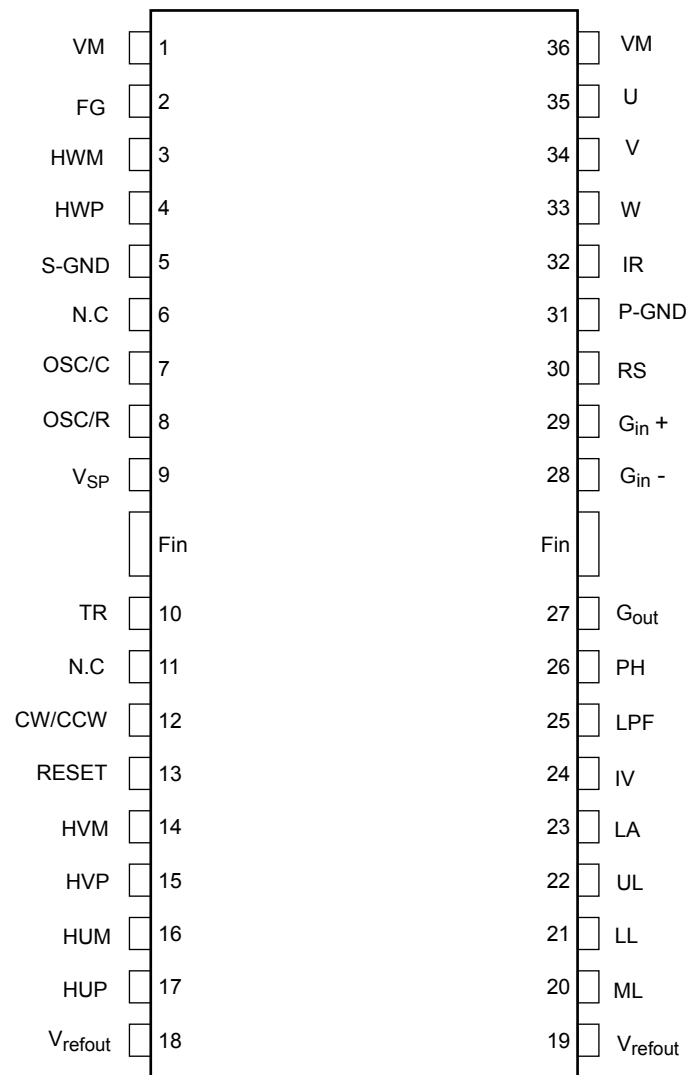 VM 1 36 VM
FG 2 35 U
HWM 3 34 V
HWP 4 33 W
S-GND 5 32 IR
N.C 6 31 P-GND
OSC/C 7 30 RS
OSC/R 8 29 Gin +
VSP 9 28 Gin -
Fin Fin
TR 10 27 Gout
N.C 11 26 PH
CW/CCW 12 25 LPF
RESET 13 24 IV
HVM 14 23 LA
HVP 15 22 UL
HUM 16 21 LL
HUP 17 20 ML
Vrefout 18 19 Vrefout